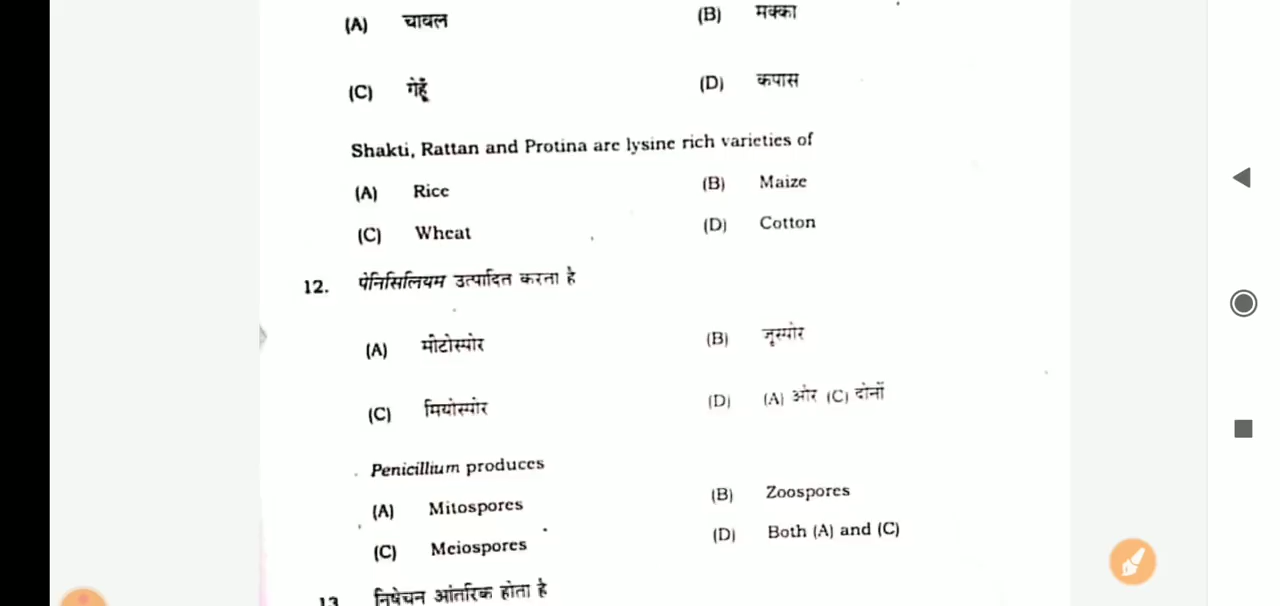 (A) चावल (B) मक्का
(C) गेहूँ (D) कपास
Shakti, Rattan and Protina are lysine rich varieties of
(A) Rice (B) Maize
(C) Wheat (D) Cotton
12. पेनिसिलियम उत्पादित करता है
(A) मीटोस्पोर (B) जूस्पोर
(C) मियोस्पोर (D) (A) और (C) दोनों
Penicillium produces
(A) Mitospores (B) Zoospores
(C) Meiospores (D) Both (A) and (C)
13. निषेचन आंतरिक होता है